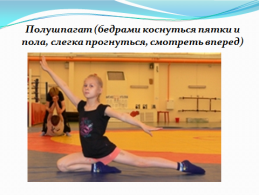 Полушпагат (бедрами коснуться пятки и
пола, слегка прогнуться, смотреть вперед)